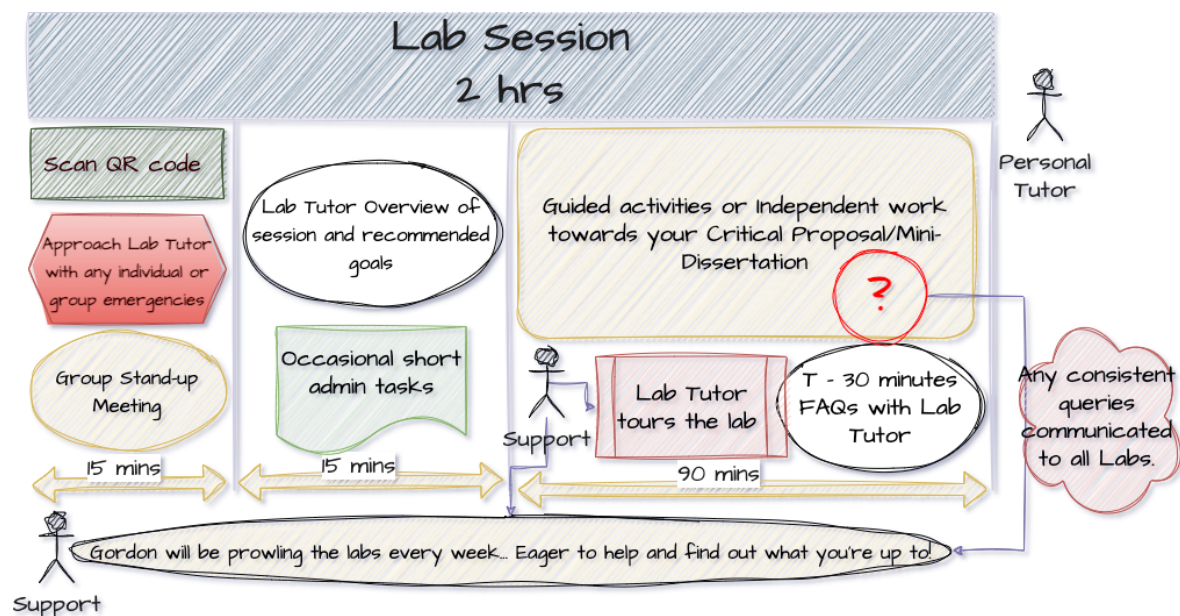 Lab Session
2 hrs
Scan QR code
Approach Lab Tutor
with any individual or
group emergencies
Group Stand-up
Meeting
15 mins
Lab Tutor Overview of
session and recommended
goals
Occasional short
admin tasks
15 mins
Guided activities or Independent work
towards your Critical Proposal/Mini-
Dissertation
?
Support
Lab Tutor
tours the lab
T - 30 minutes
FAQs with Lab
Tutor
90 mins
Personal
Tutor
Any consistent
queries
communicated
to all Labs.
Gordon will be prowling the labs every week... Eager to help and find out what you're up to!
Support